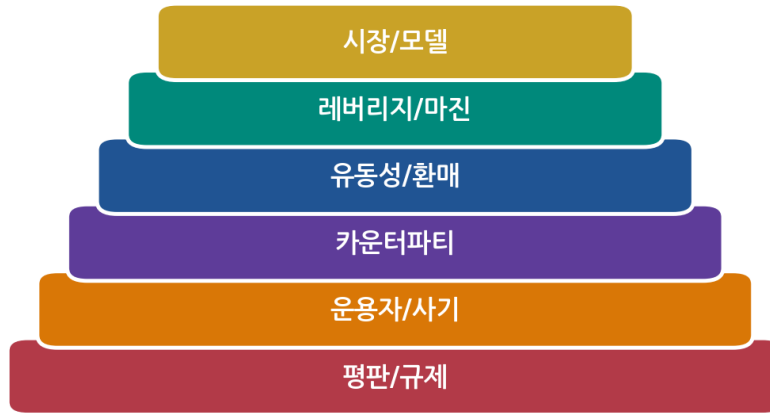 시장/모델
레버리지/마진
유동성/환매
카운터파티
운용자/사기
평판/규제